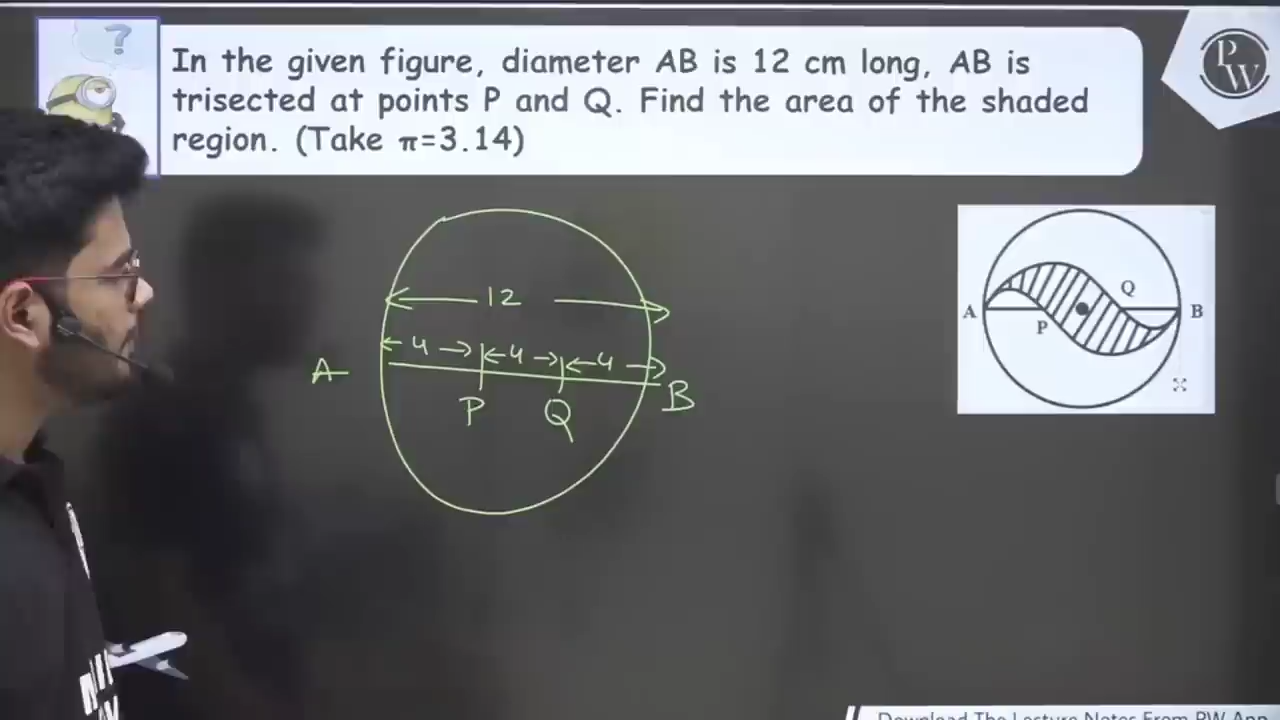 ?
In the given figure, diameter AB is 12 cm long, AB is
trisected at points P and Q. Find the area of the shaded
region. (Take π=3.14)
P
W
12
4 4 4
A
P Q B
Q
A B
P
Download The Lecture Notes From PW App